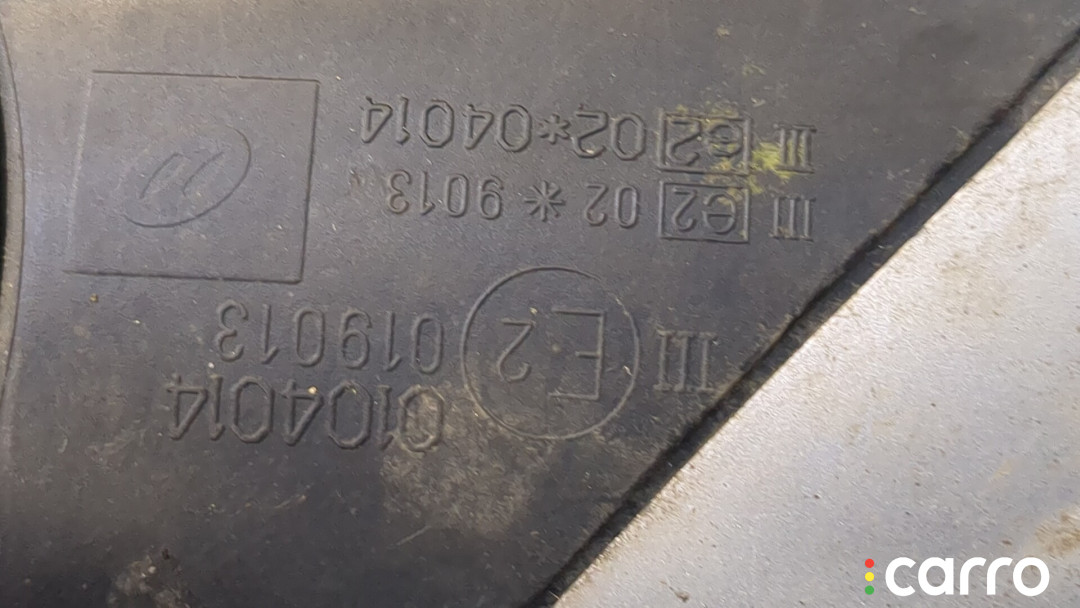 0104014
III E2 019013
III e2 02 * 9013
III e2 02*04014
carro